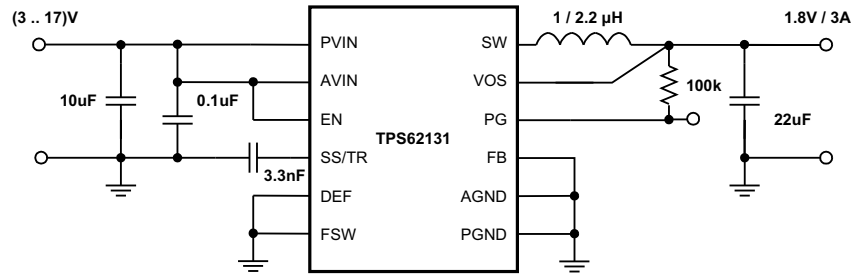 (3 .. 17)V
1 / 2.2 µH
1.8V / 3A
PVIN
SW
AVIN
VOS
10uF
0.1uF
100k
EN
PG
22uF
TPS62131
SS/TR
FB
3.3nF
DEF
AGND
FSW
PGND